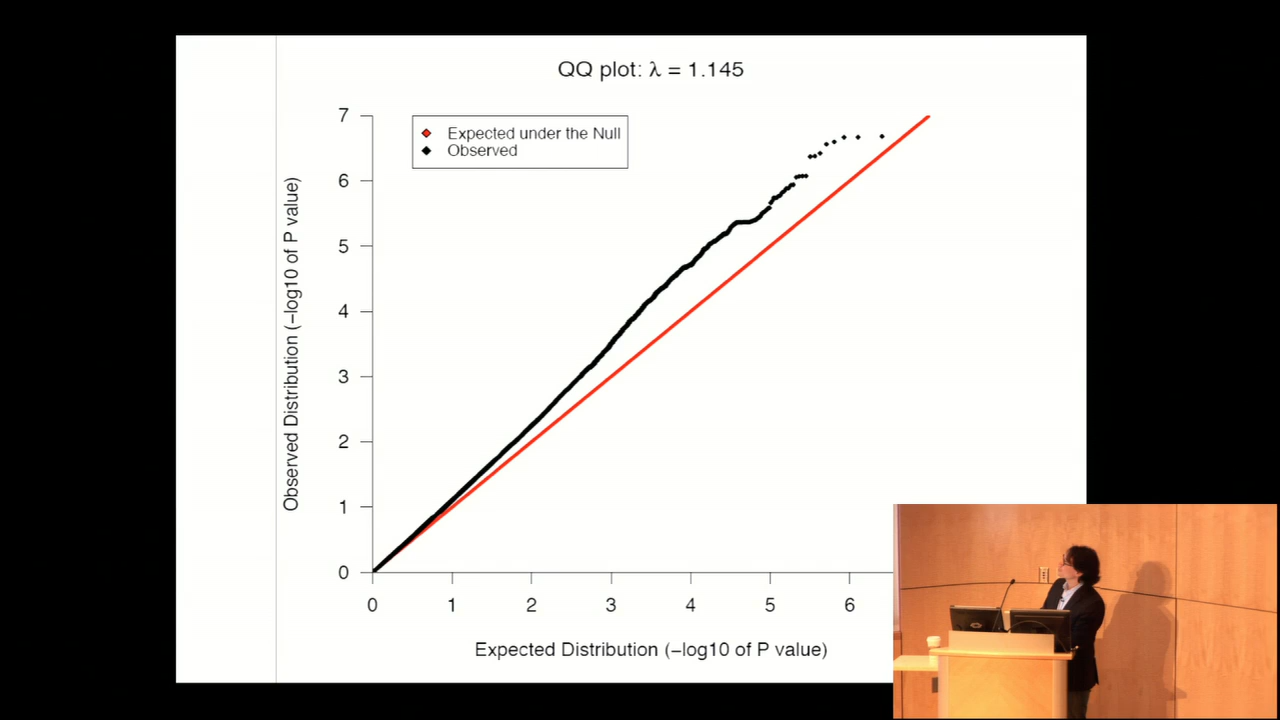 QQ plot: λ = 1.145
Expected under the Null
Observed
Observed Distribution (−log10 of P value)
7
6
5
4
3
2
1
0
0 1 2 3 4 5 6
Expected Distribution (−log10 of P value)